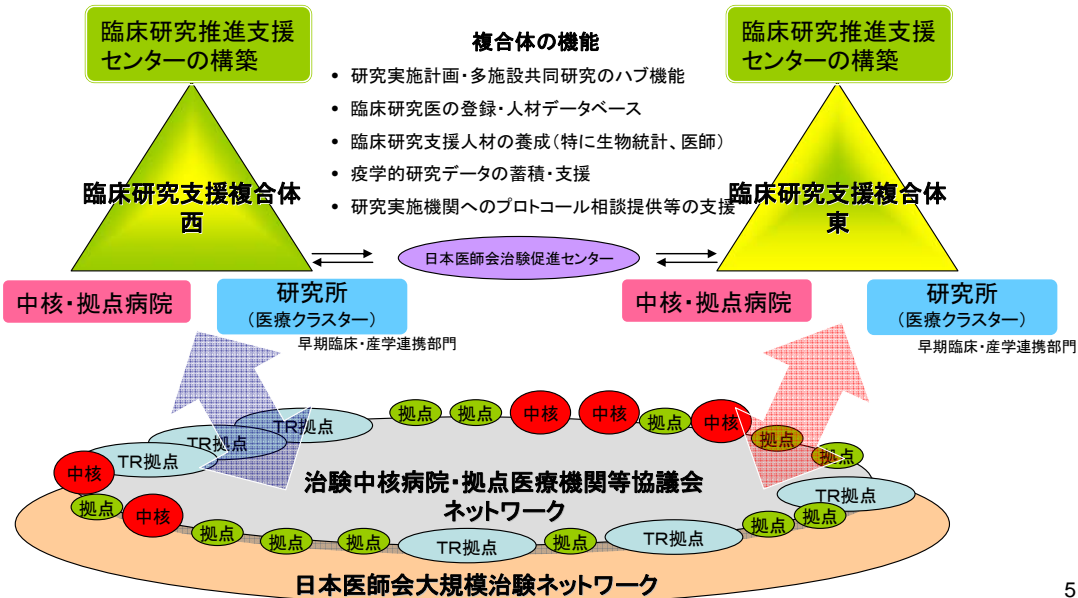 臨床研究推進支援
センターの構築
複合体の機能
• 研究実施計画・多施設共同研究のハブ機能
• 臨床研究医の登録・人材データベース
• 臨床研究支援人材の養成(特に生物統計、医師)
• 疫学的研究データの蓄積・支援
• 研究実施機関へのプロトコール相談提供等の支援
臨床研究推進支援
センターの構築
臨床研究支援複合体
西
臨床研究支援複合体
東
日本医師会治験促進センター
中核・拠点病院
研究所
(医療クラスター)
早期臨床・産学連携部門
中核・拠点病院
研究所
(医療クラスター)
早期臨床・産学連携部門
拠点
拠点
中核
中核
拠点
中核
拠点
拠点
TR拠点
TR拠点
TR拠点
中核
拠点
中核
拠点
拠点
拠点
TR拠点
拠点
TR拠点
拠点
拠点
TR拠点
治験中核病院・拠点医療機関等協議会
ネットワーク
日本医師会大規模治験ネットワーク
5